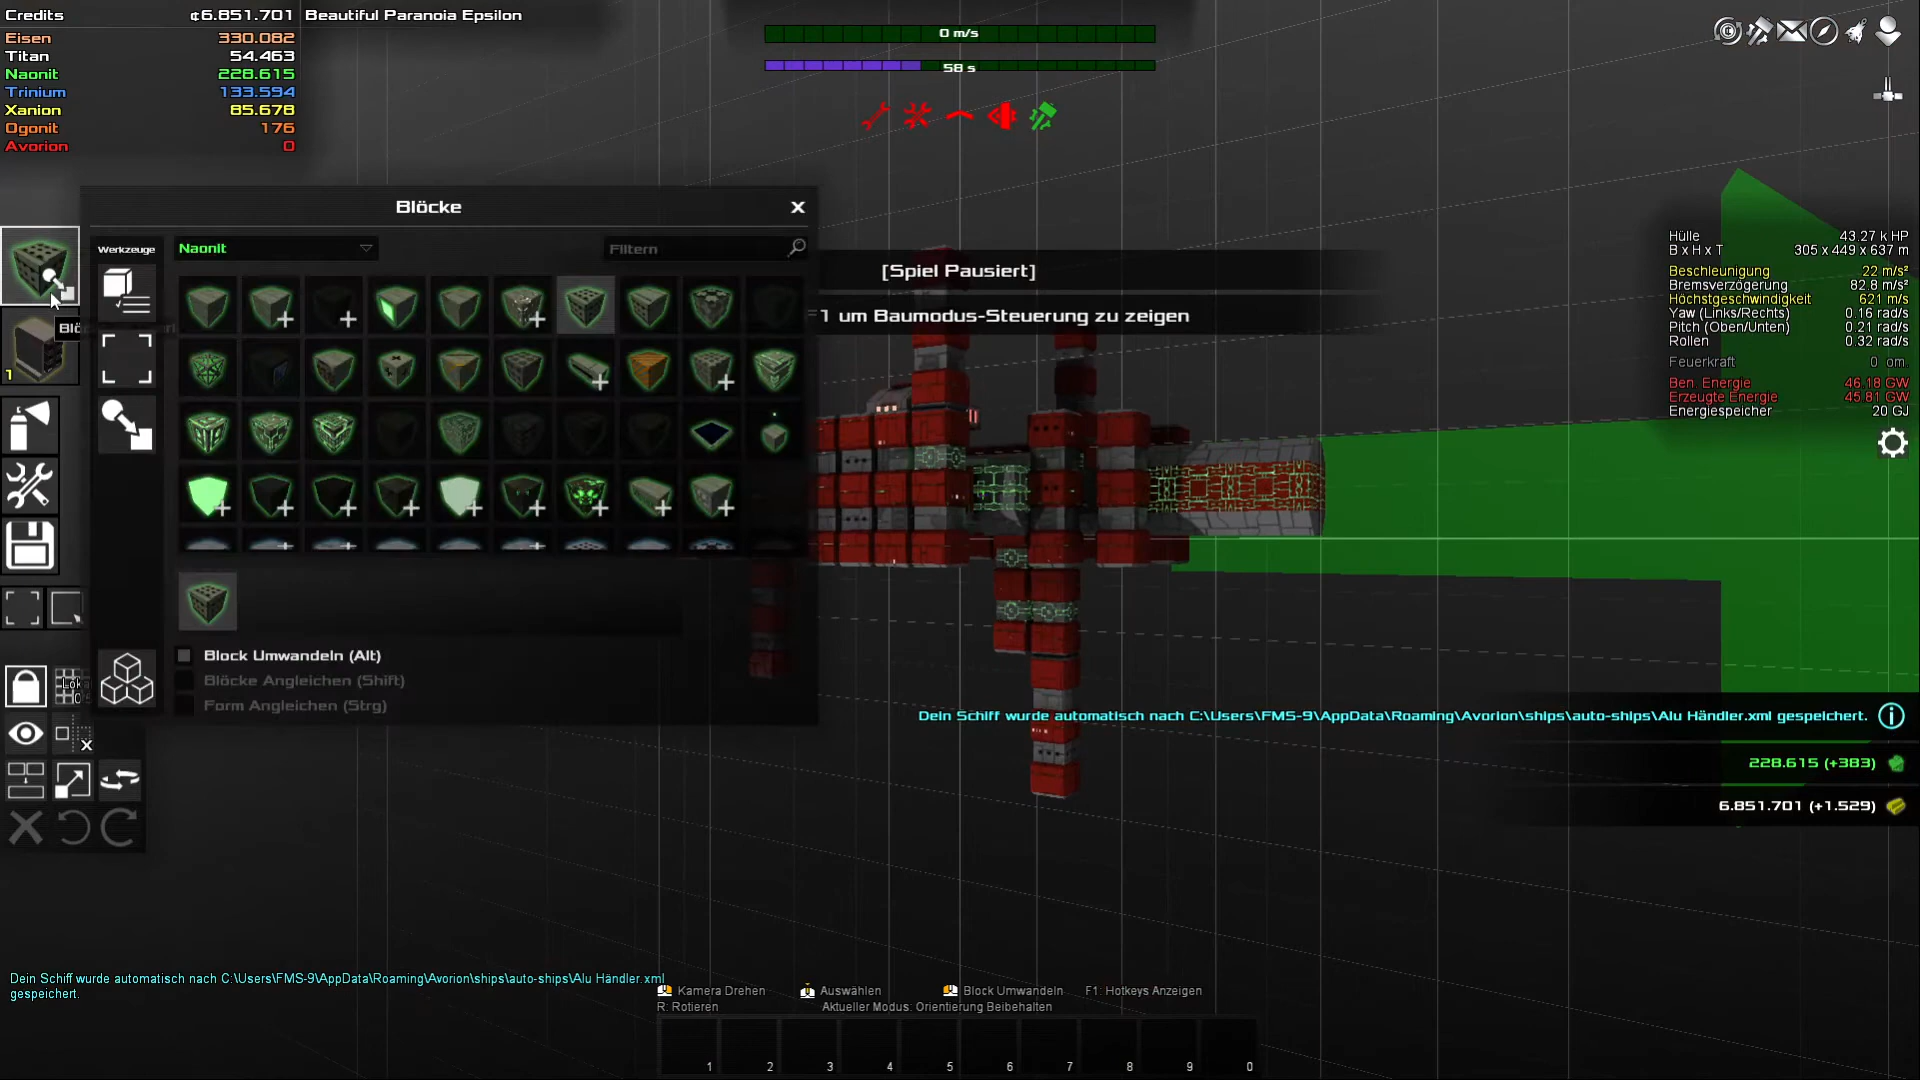 Credits ¢6.851.701 Beautiful Paranoia Epsilon
Eisen 330.082
Titan 54.463
Naonit 228.615
Trinium 133.594
Xanion 85.678
Ogonit 176
Avorion 0
0 m/s
58 s
Blöcke X
Werkzeuge
Naonit
Filtern
[Spiel Pausiert]
1 um Baumodus-Steuerung zu zeigen
Hülle 43.27 k HP
B x H x T 305 x 449 x 637 m
Beschleunigung 22 m/s²
Bremsverzögerung 82.8 m/s²
Höchstgeschwindigkeit 621 m/s
Yaw (Links/Rechts) 0.16 rad/s
Pitch (Oben/Unten) 0.21 rad/s
Rollen 0.32 rad/s
Feuerkraft 0 om.
Ben. Energie 46.18 GW
Erzeugte Energie 45.81 GW
Energiespeicher 20 GJ
1
Block Umwandeln (Alt)
Blöcke Angleichen (Shift)
Form Angleichen (Strg)
Dein Schiff wurde automatisch nach C:\Users\FMS-9\AppData\Roaming\Avorion\ships\auto-ships\Alu Händler.xml gespeichert.
228.615 (+383)
6.851.701 (+1.529)
Dein Schiff wurde automatisch nach C:\Users\FMS-9\AppData\Roaming\Avorion\ships\auto-ships\Alu Händler.xml
gespeichert.
Kamera Drehen Auswählen Block Umwandeln F1: Hotkeys Anzeigen
R: Rotieren Aktueller Modus: Orientierung Beibehalten
1 2 3 4 5 6 7 8 9 0